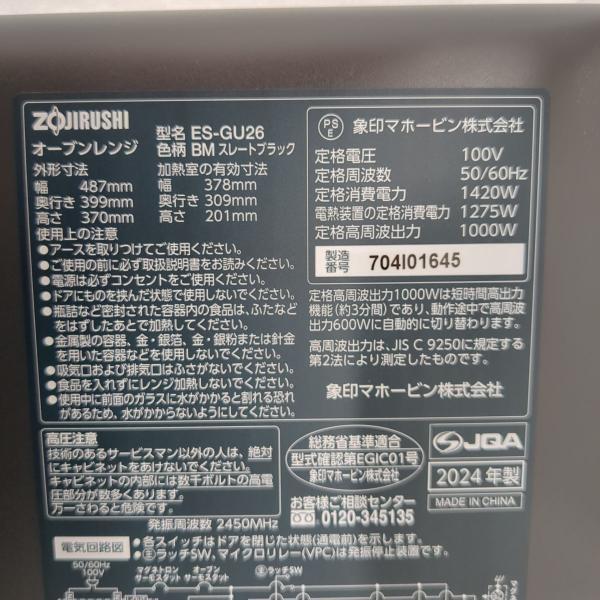 ZOJIRUSHI
型名 ES-GU26
オーブンレンジ 色柄 BM スレートブラック
外形寸法 加熱室の有効寸法
幅 487mm 幅 378mm
奥行き 399mm 奥行き 309mm
高さ 370mm 高さ 201mm
使用上の注意
●アースを取りつけてご使用ください。
●ご使用の前に必ず取扱説明書をお読みください。
●電源は必ずコンセントをご使用ください。
●ドアにものを挟んだ状態で使用しないでください。
●瓶詰など密封された容器内の食品は、ふたなど
をはずしたあとで加熱してください。
●金属製の容器、金・銀箔、金・銀粉または針金
を用いた容器などを使用しないでください。
●吸気口および排気口はふさがないでください。
●食品を入れずにレンジ加熱しないでください。
●使用中に前面のガラスに水がかかると割れる恐れ
があるため、水がかからないようにしてください。
PS
E
象印マホービン株式会社
定格電圧 100V
定格周波数 50/60Hz
定格消費電力 1420W
電熱装置の定格消費電力 1275W
定格高周波出力 1000W
製造
番号 704I01645
定格高周波出力1000Wは短時間高出力
機能(約3分間)であり、動作途中で高周波
出力600Wに自動的に切り替わります。
高周波出力は、JIS C 9250に規定する
第2法により測定したものです。
象印マホービン株式会社
高圧注意
技術のあるサービスマン以外の人は、絶対
にキャビネットをあけないでください。
キャビネットの内部には数千ボルトの高電
圧部分が数多くあります。
万一さわると危険です。
総務省基準適合
型式確認第EGIC01号
象印マホービン株式会社
JQA
2024年製
MADE IN CHINA
お客様ご相談センター
0120-345135
発振周波数 2450MHz
電気回路図
●各スイッチはドアを閉じた状態(通電前)を示します。
●主ラッチSW、マイクロリレー(VPC)は発振停止装置です。
50/60Hz
100V
マグネトロン
サーモスタット
オーブン
サーモスタット
主ラッチSW